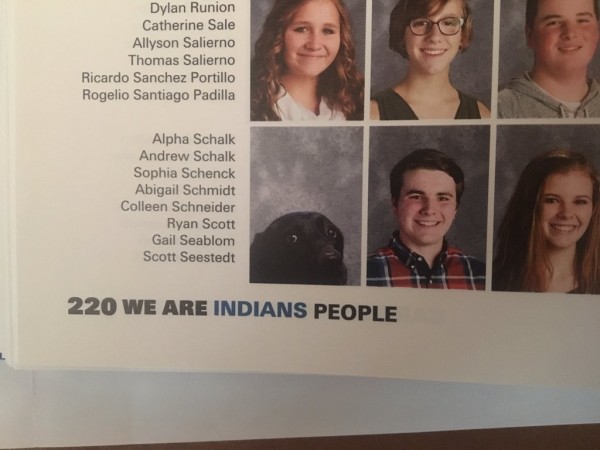 Dylan Runion
Catherine Sale
Allyson Salierno
Thomas Salierno
Ricardo Sanchez Portillo
Rogelio Santiago Padilla
Alpha Schalk
Andrew Schalk
Sophia Schenck
Abigail Schmidt
Colleen Schneider
Ryan Scott
Gail Seablom
Scott Seestedt
220 WE ARE INDIANS PEOPLE